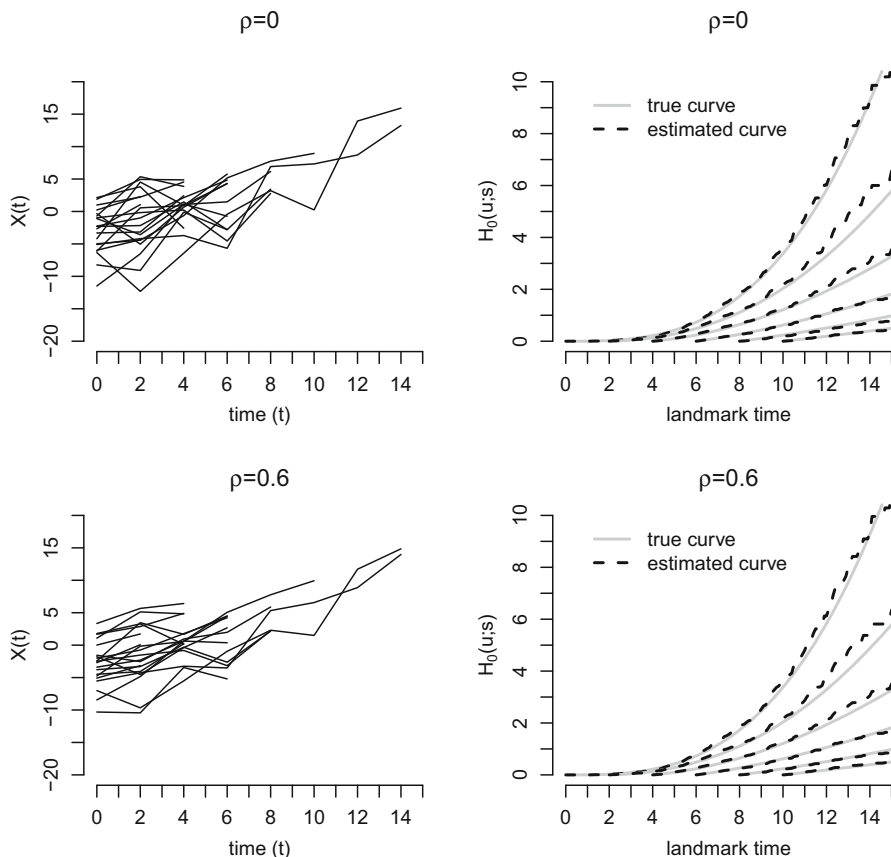 ρ=0
15
5
0
−10
−20
X(t)
0 2 4 6 8 10 12 14
time (t)
ρ=0
10
8
6
4
2
0
H₀(u;s)
true curve
estimated curve
0 2 4 6 8 10 12 14
landmark time
ρ=0.6
15
5
0
−10
−20
X(t)
0 2 4 6 8 10 12 14
time (t)
ρ=0.6
10
8
6
4
2
0
H₀(u;s)
true curve
estimated curve
0 2 4 6 8 10 12 14
landmark time